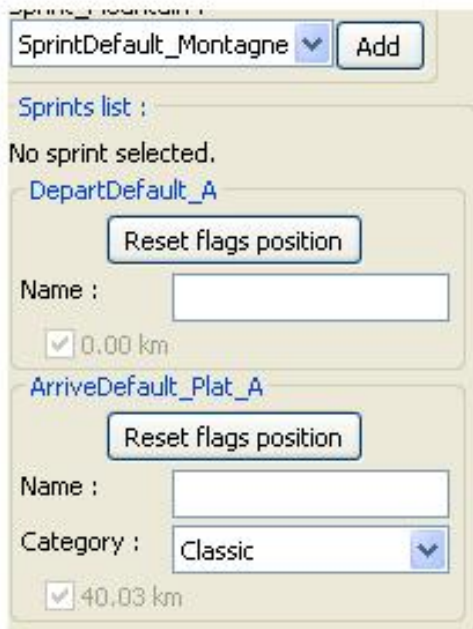 Sprint_Mountain :
SprintDefault_Montagne Add
Sprints list :
No sprint selected.
DepartDefault_A
Reset flags position
Name :
0.00 km
ArriveDefault_Plat_A
Reset flags position
Name :
Category : Classic
40.03 km